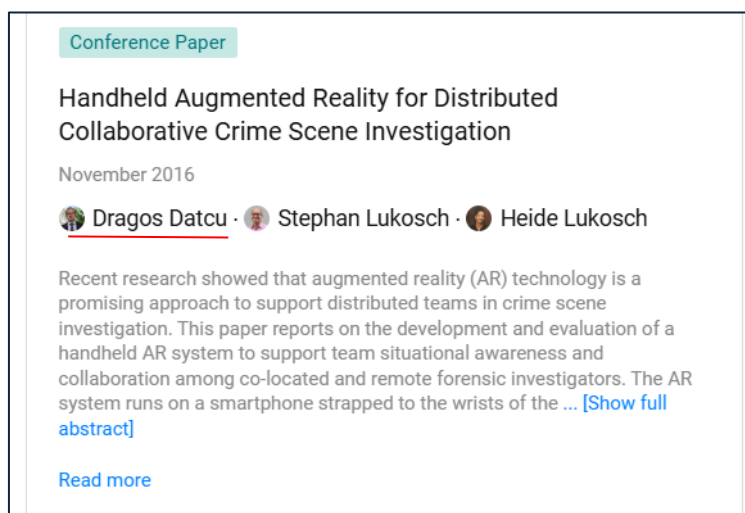 Conference Paper
Handheld Augmented Reality for Distributed
Collaborative Crime Scene Investigation
November 2016
Dragos Datcu · Stephan Lukosch · Heide Lukosch
Recent research showed that augmented reality (AR) technology is a
promising approach to support distributed teams in crime scene
investigation. This paper reports on the development and evaluation of a
handheld AR system to support team situational awareness and
collaboration among co-located and remote forensic investigators. The AR
system runs on a smartphone strapped to the wrists of the ... [Show full
abstract]
Read more